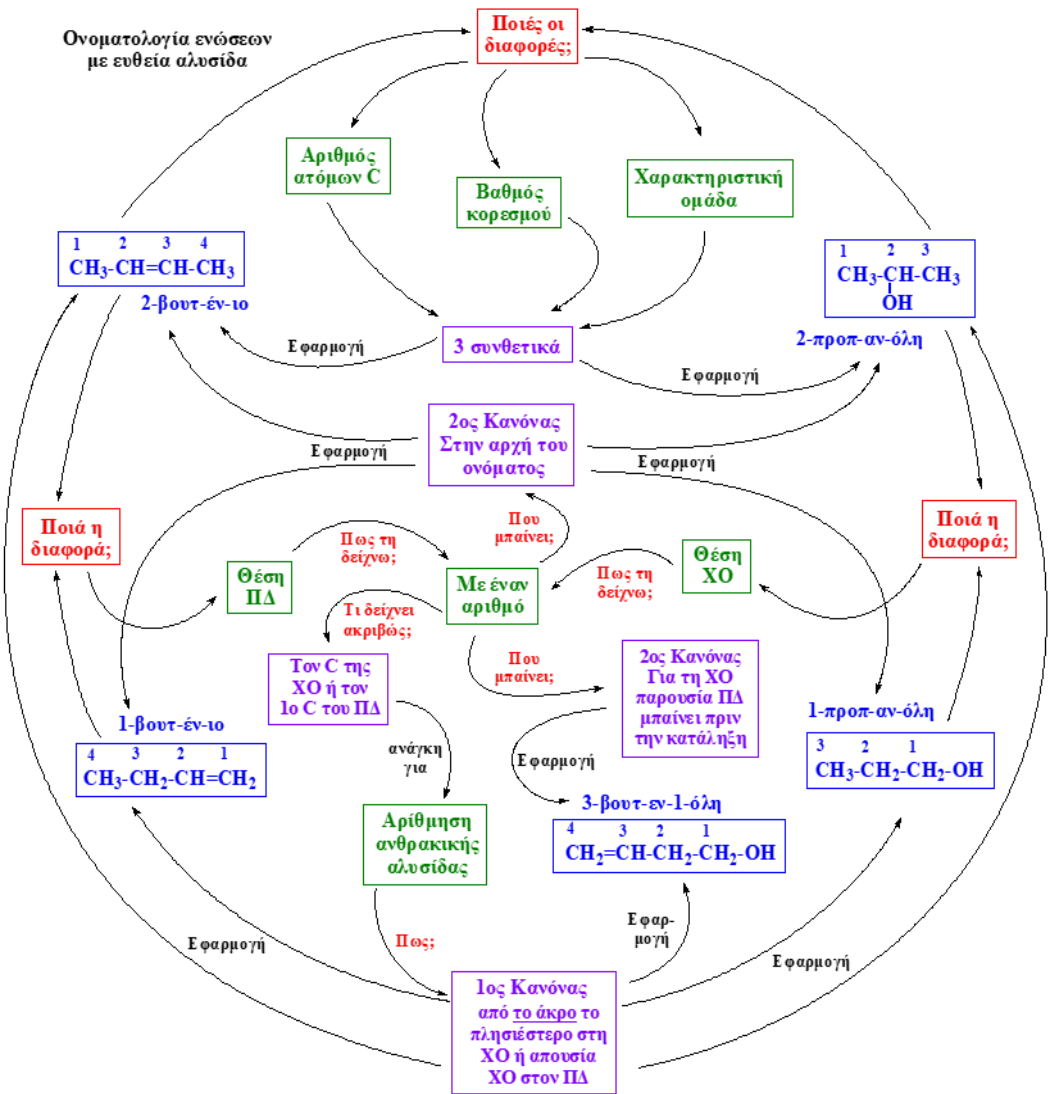 Ονοματολογία ενώσεων
με ευθεία αλυσίδα
Ποιές οι
διαφορές;
Αριθμός
ατόμων C
Βαθμός
κορεσμού
Χαρακτηριστική
ομάδα
1 2 3 4
CH3-CH=CH-CH3
2-βουτ-έν-ιο
1 2 3
CH3-CH-CH3
OH
2-προπ-αν-όλη
Εφαρμογή
3 συνθετικά
Εφαρμογή
2ος Κανόνας
Στην αρχή του
ονόματος
Εφαρμογή
Εφαρμογή
Ποιά η
διαφορά;
Πως τη
δείχνω;
Που
μπαίνει;
Ποιά η
διαφορά;
Θέση
ΠΔ
Με έναν
αριθμό
Πως τη
δείχνω;
Θέση
ΧΟ
Τι δείχνει
ακριβώς;
Τον C της
ΧΟ ή τον
1ο C του ΠΔ
Που
μπαίνει;
2ος Κανόνας
Για τη ΧΟ
παρουσία ΠΔ
μπαίνει πριν
την κατάληξη
1-βουτ-έν-ιο
4 3 2 1
CH3-CH2-CH=CH2
ανάγκη
για
Εφαρμογή
1-προπ-αν-όλη
3 2 1
CH3-CH2-CH2-OH
Αρίθμηση
ανθρακικής
αλυσίδας
3-βουτ-εν-1-όλη
4 3 2 1
CH2=CH-CH2-CH2-OH
Εφαρμογή
Πως;
Εφαρ-
μογή
Εφαρμογή
1ος Κανόνας
από το άκρο το
πλησιέστερο στη
ΧΟ ή απουσία
ΧΟ στον ΠΔ